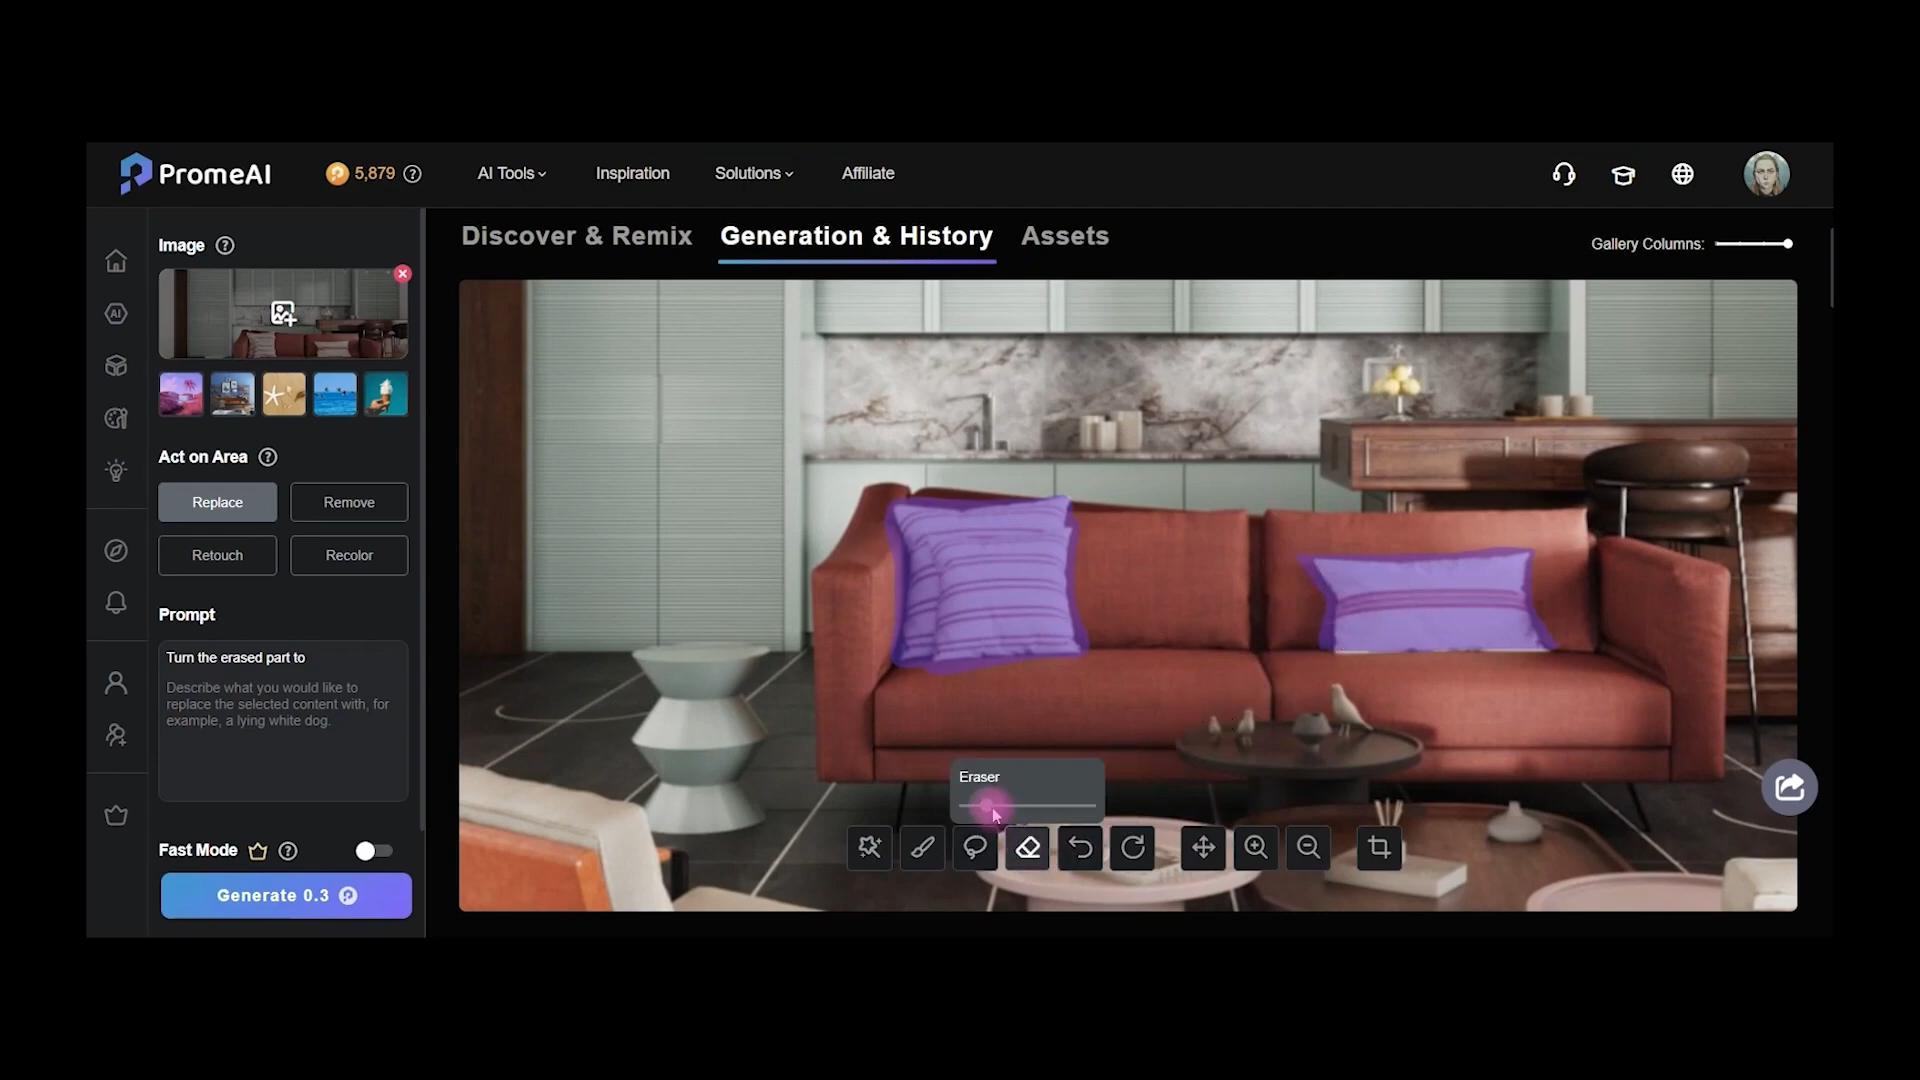 PromeAI
5,879
AI Tools
Inspiration
Solutions
Affiliate
Image
Discover & Remix
Generation & History
Assets
Gallery Columns:
AI
Act on Area
Replace
Remove
Retouch
Recolor
Prompt
Turn the erased part to
Describe what you would like to
replace the selected content with, for
example, a lying white dog.
Eraser
Fast Mode
Generate 0.3